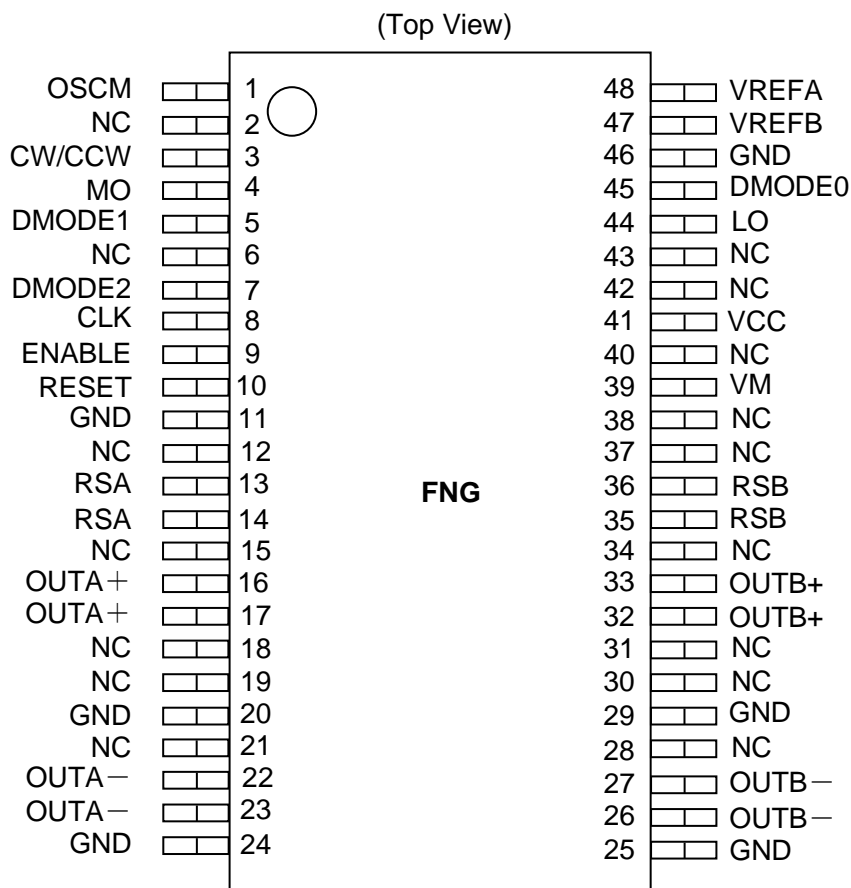 (Top View)
OSCM 1 48 VREFA
NC 2 47 VREFB
CW/CCW 3 46 GND
MO 4 45 DMODE0
DMODE1 5 44 LO
NC 6 43 NC
DMODE2 7 42 NC
CLK 8 41 VCC
ENABLE 9 40 NC
RESET 10 39 VM
GND 11 38 NC
NC 12 37 NC
RSA 13 36 RSB
FNG
RSA 14 35 RSB
NC 15 34 NC
OUTA+ 16 33 OUTB+
OUTA+ 17 32 OUTB+
NC 18 31 NC
NC 19 30 NC
GND 20 29 GND
NC 21 28 NC
OUTA− 22 27 OUTB−
OUTA− 23 26 OUTB−
GND 24 25 GND